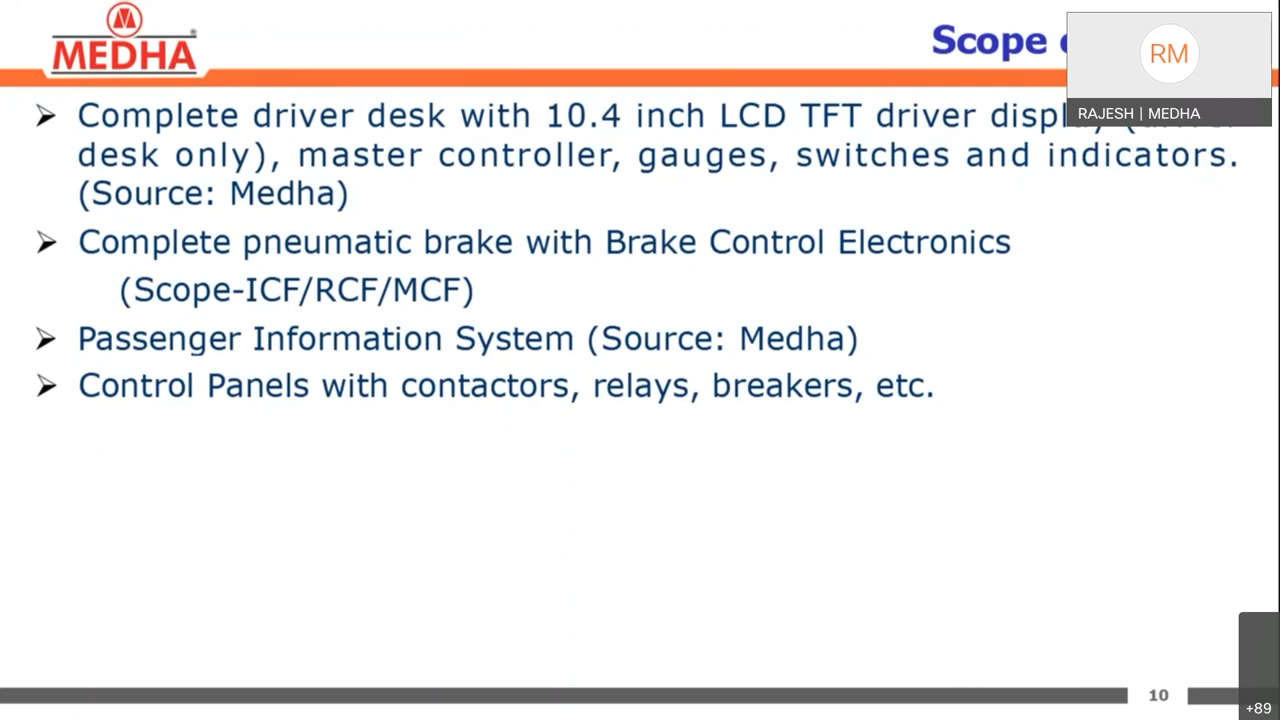 MEDHA
Scope
RM
RAJESH | MEDHA
➢ Complete driver desk with 10.4 inch LCD TFT driver
desk only), master controller, gauges, switches and indicators.
(Source: Medha)
➢ Complete pneumatic brake with Brake Control Electronics
(Scope-ICF/RCF/MCF)
➢ Passenger Information System (Source: Medha)
➢ Control Panels with contactors, relays, breakers, etc.
10
+89